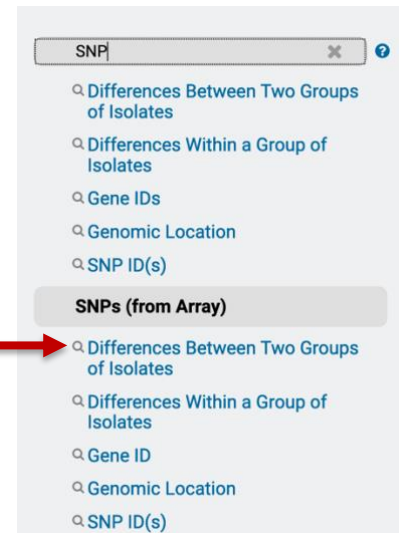 SNP
Differences Between Two Groups
of Isolates
Differences Within a Group of
Isolates
Gene IDs
Genomic Location
SNP ID(s)
SNPs (from Array)
Differences Between Two Groups
of Isolates
Differences Within a Group of
Isolates
Gene ID
Genomic Location
SNP ID(s)